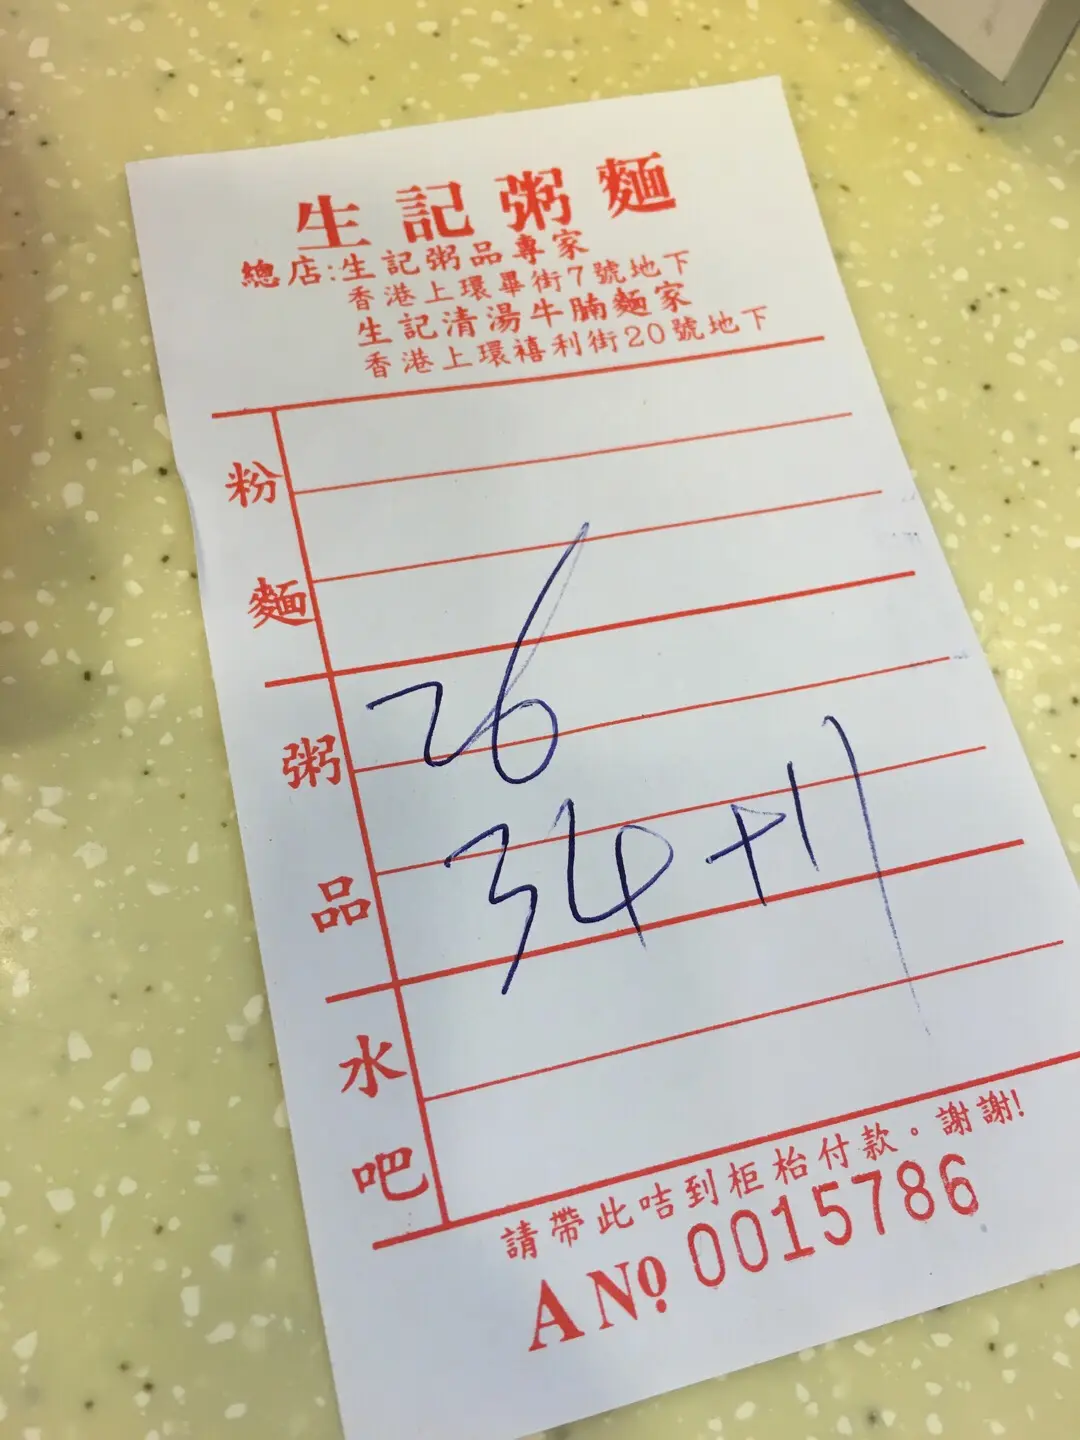 生記粥麵
總店:生記粥品專家
香港上環畢街7號地下
生記清湯牛腩麵家
香港上環禧利街20號地下
粉麵
粥品
26
34+11
水吧
請帶此咭到柜枱付款。謝謝!
A No 0015786